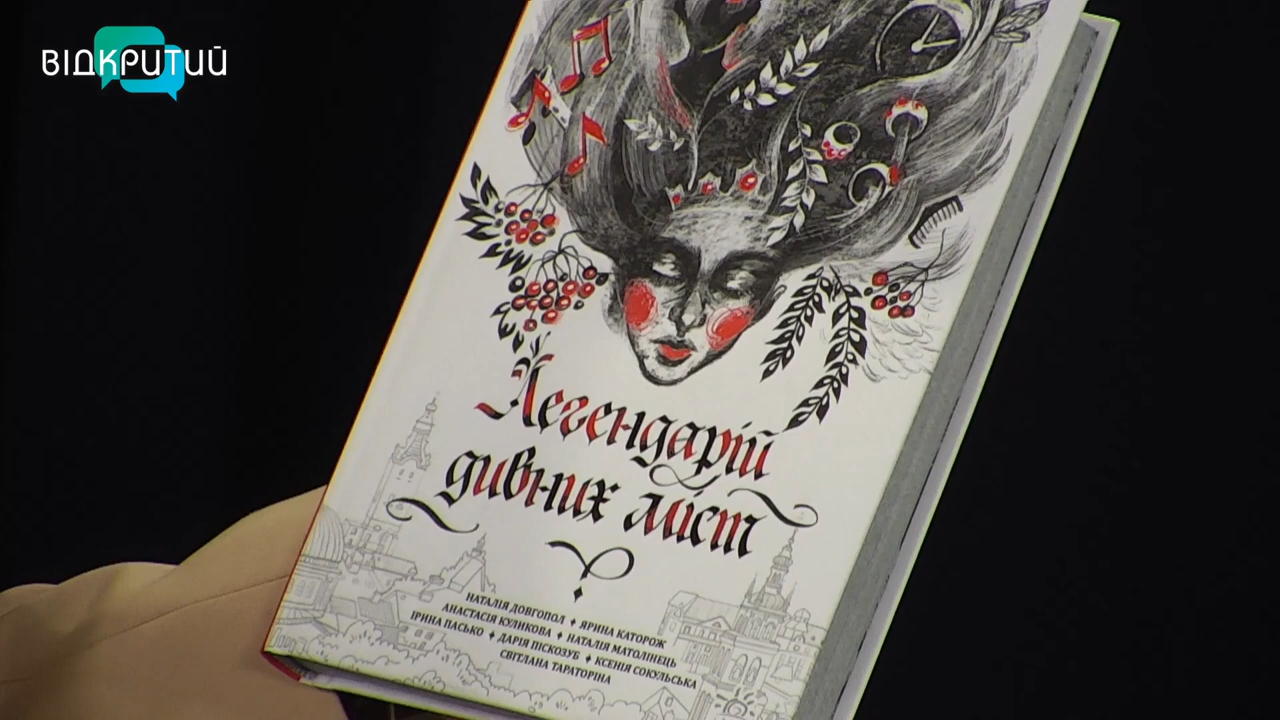 ВІДКРИТИЙ
Легендарій
дивних міст
НАТАЛІЯ ДОВГОПОЛ ♦ ЯРИНА КАТОРОЖ
АНАСТАСІЯ КУЛИКОВА ♦ НАТАЛІЯ МАТОЛІНЕЦЬ
ІРИНА ПАСЬКО ♦ ДАРІЯ ПІСКОЗУБ ♦ КСЕНІЯ СОКУЛЬСЬКА
СВІТЛАНА ТАРАТОРІНА